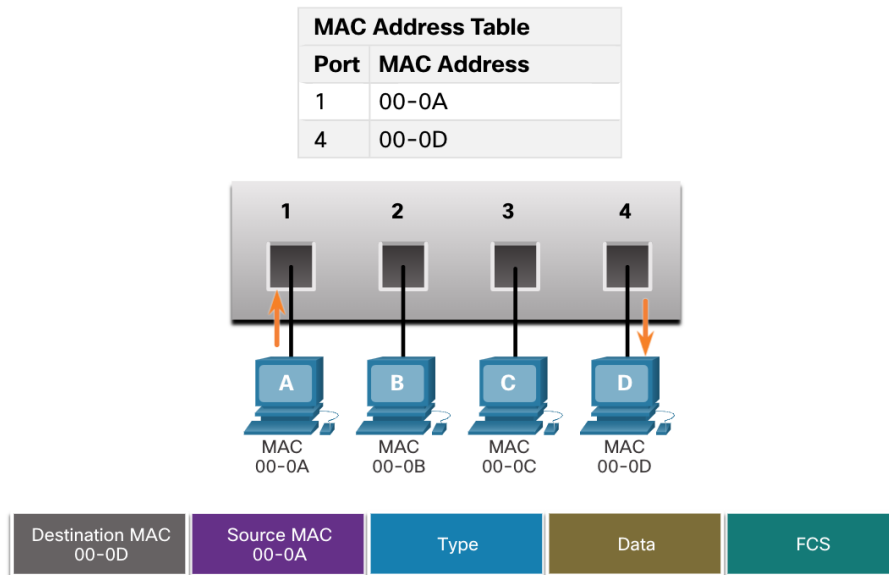 MAC Address Table
Port MAC Address
1 00-0A
4 00-0D
1 2 3 4
A B C D
MAC MAC MAC MAC
00-0A 00-0B 00-0C 00-0D
Destination MAC
00-0D
Source MAC
00-0A
Type
Data
FCS